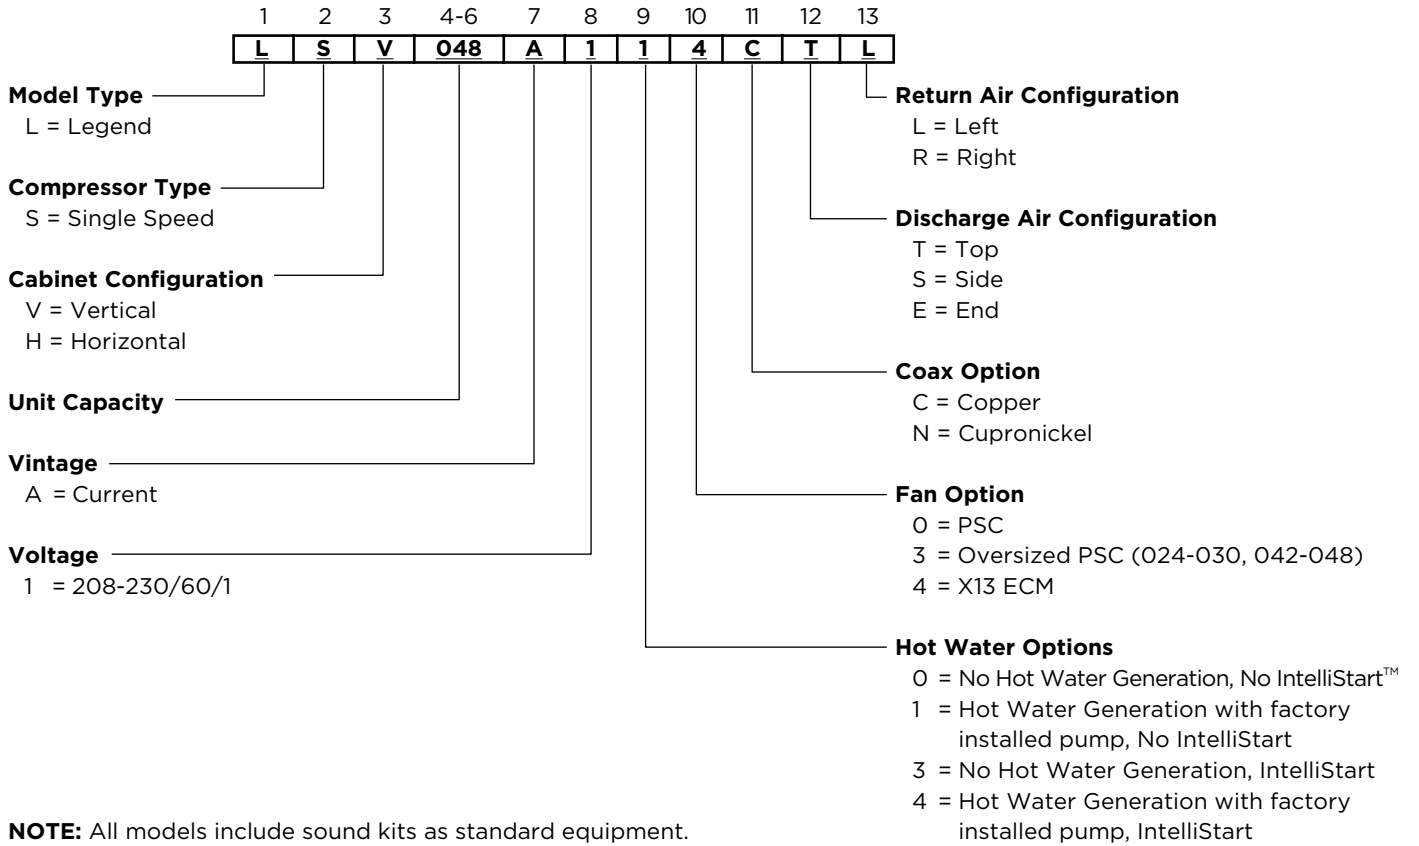 1 2 3 4-6 7 8 9 10 11 12 13
L S V 048 A 1 1 4 C T L
Model Type
L = Legend
Compressor Type
S = Single Speed
Cabinet Configuration
V = Vertical
H = Horizontal
Unit Capacity
Vintage
A = Current
Voltage
1 = 208-230/60/1
Return Air Configuration
L = Left
R = Right
Discharge Air Configuration
T = Top
S = Side
E = End
Coax Option
C = Copper
N = Cupronickel
Fan Option
0 = PSC
3 = Oversized PSC (024-030, 042-048)
4 = X13 ECM
Hot Water Options
0 = No Hot Water Generation, No IntelliStart™
1 = Hot Water Generation with factory
installed pump, No IntelliStart
3 = No Hot Water Generation, IntelliStart
4 = Hot Water Generation with factory
installed pump, IntelliStart
NOTE: All models include sound kits as standard equipment.